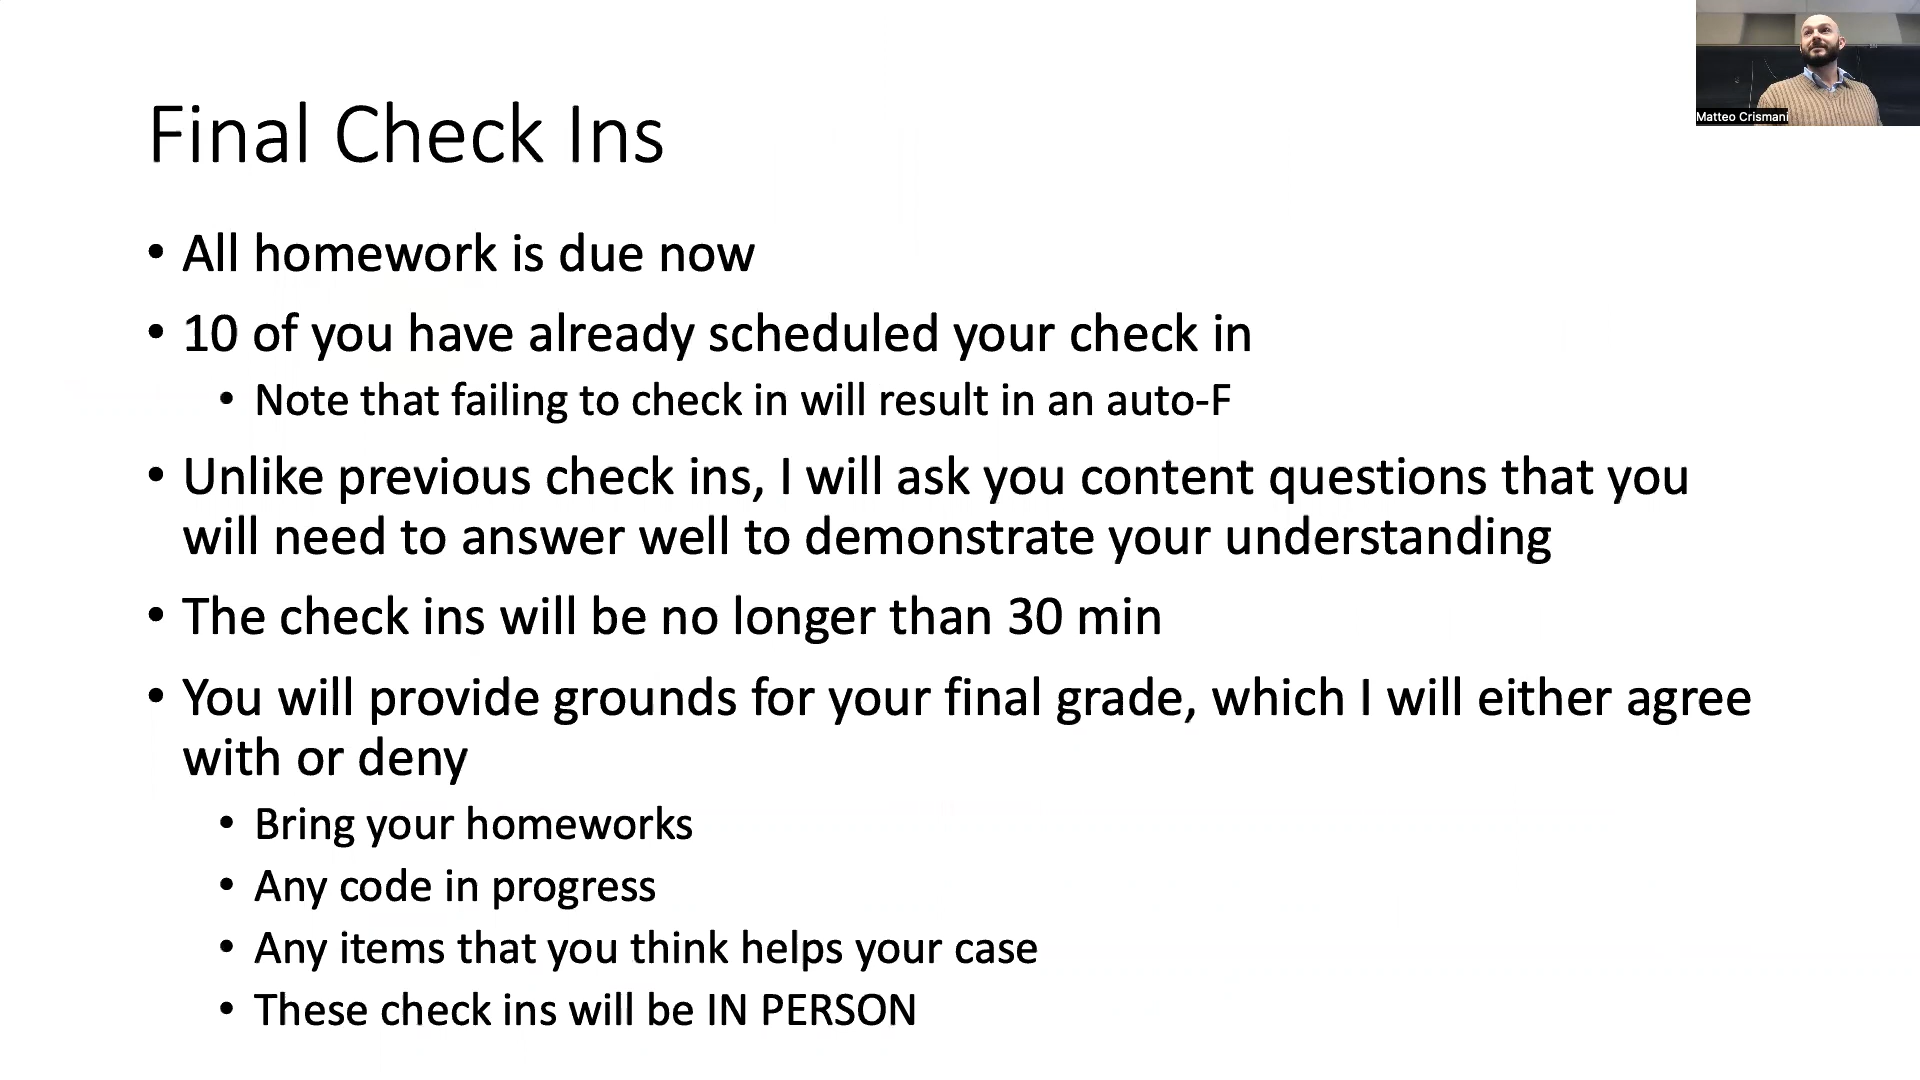 Final Check Ins
Matteo Crismani
• All homework is due now
• 10 of you have already scheduled your check in
• Note that failing to check in will result in an auto-F
• Unlike previous check ins, I will ask you content questions that you
will need to answer well to demonstrate your understanding
• The check ins will be no longer than 30 min
• You will provide grounds for your final grade, which I will either agree
with or deny
• Bring your homeworks
• Any code in progress
• Any items that you think helps your case
• These check ins will be IN PERSON